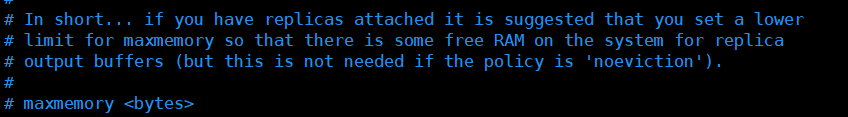 #
# In short... if you have replicas attached it is suggested that you set a lower
# limit for maxmemory so that there is some free RAM on the system for replica
# output buffers (but this is not needed if the policy is 'noeviction').
#
# maxmemory <bytes>